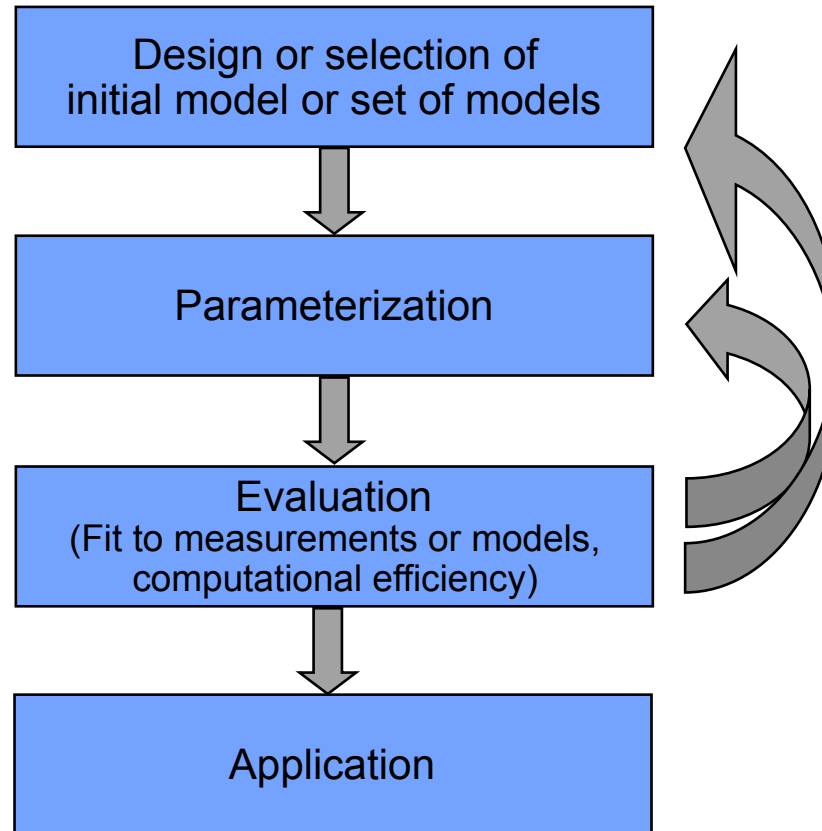 Design or selection of
initial model or set of models
Parameterization
Evaluation
(Fit to measurements or models,
computational efficiency)
Application